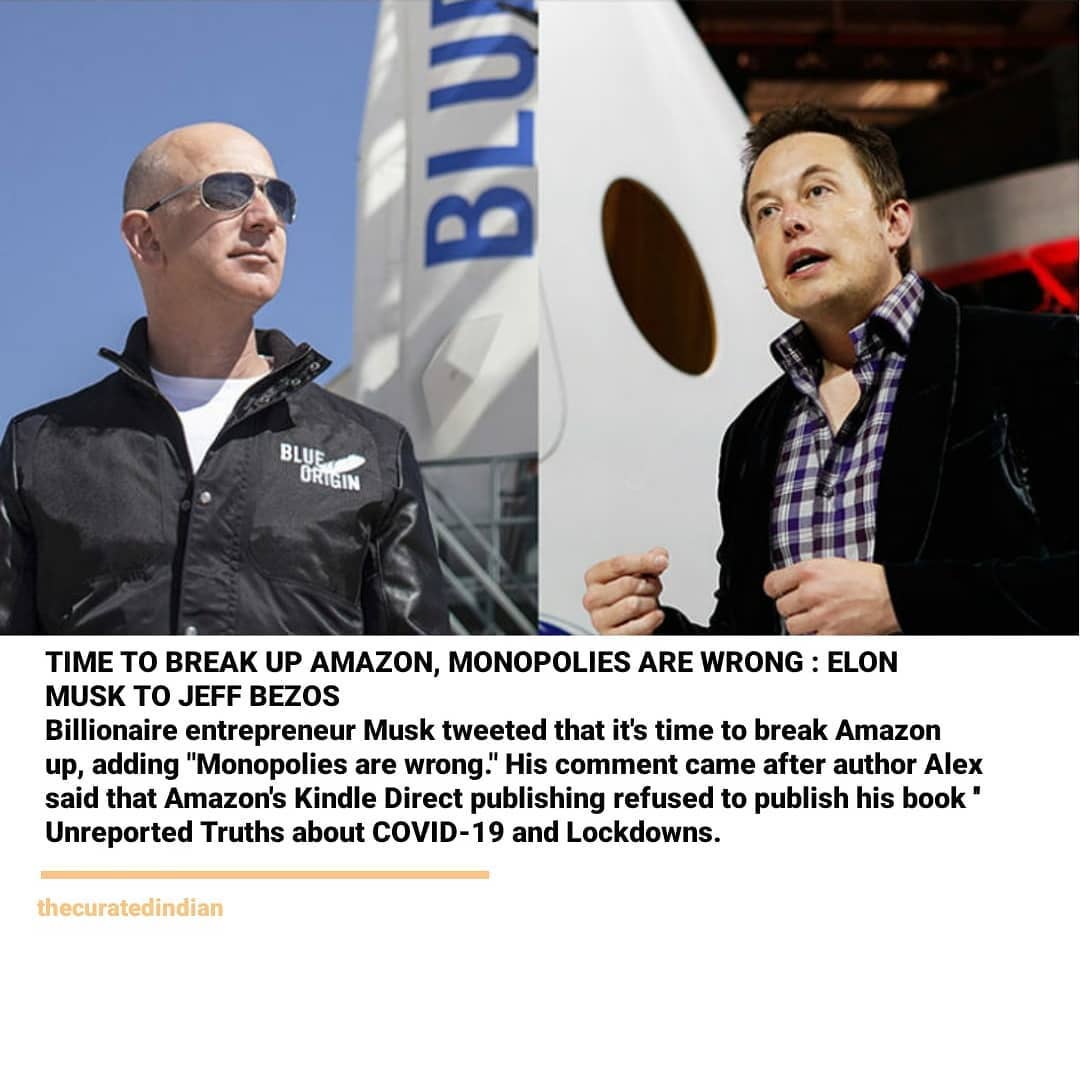 BLUE
BLUE
ORIGIN
TIME TO BREAK UP AMAZON, MONOPOLIES ARE WRONG : ELON
MUSK TO JEFF BEZOS
Billionaire entrepreneur Musk tweeted that it's time to break Amazon
up, adding "Monopolies are wrong." His comment came after author Alex
said that Amazon's Kindle Direct publishing refused to publish his book "
Unreported Truths about COVID-19 and Lockdowns.
thecuratedindian